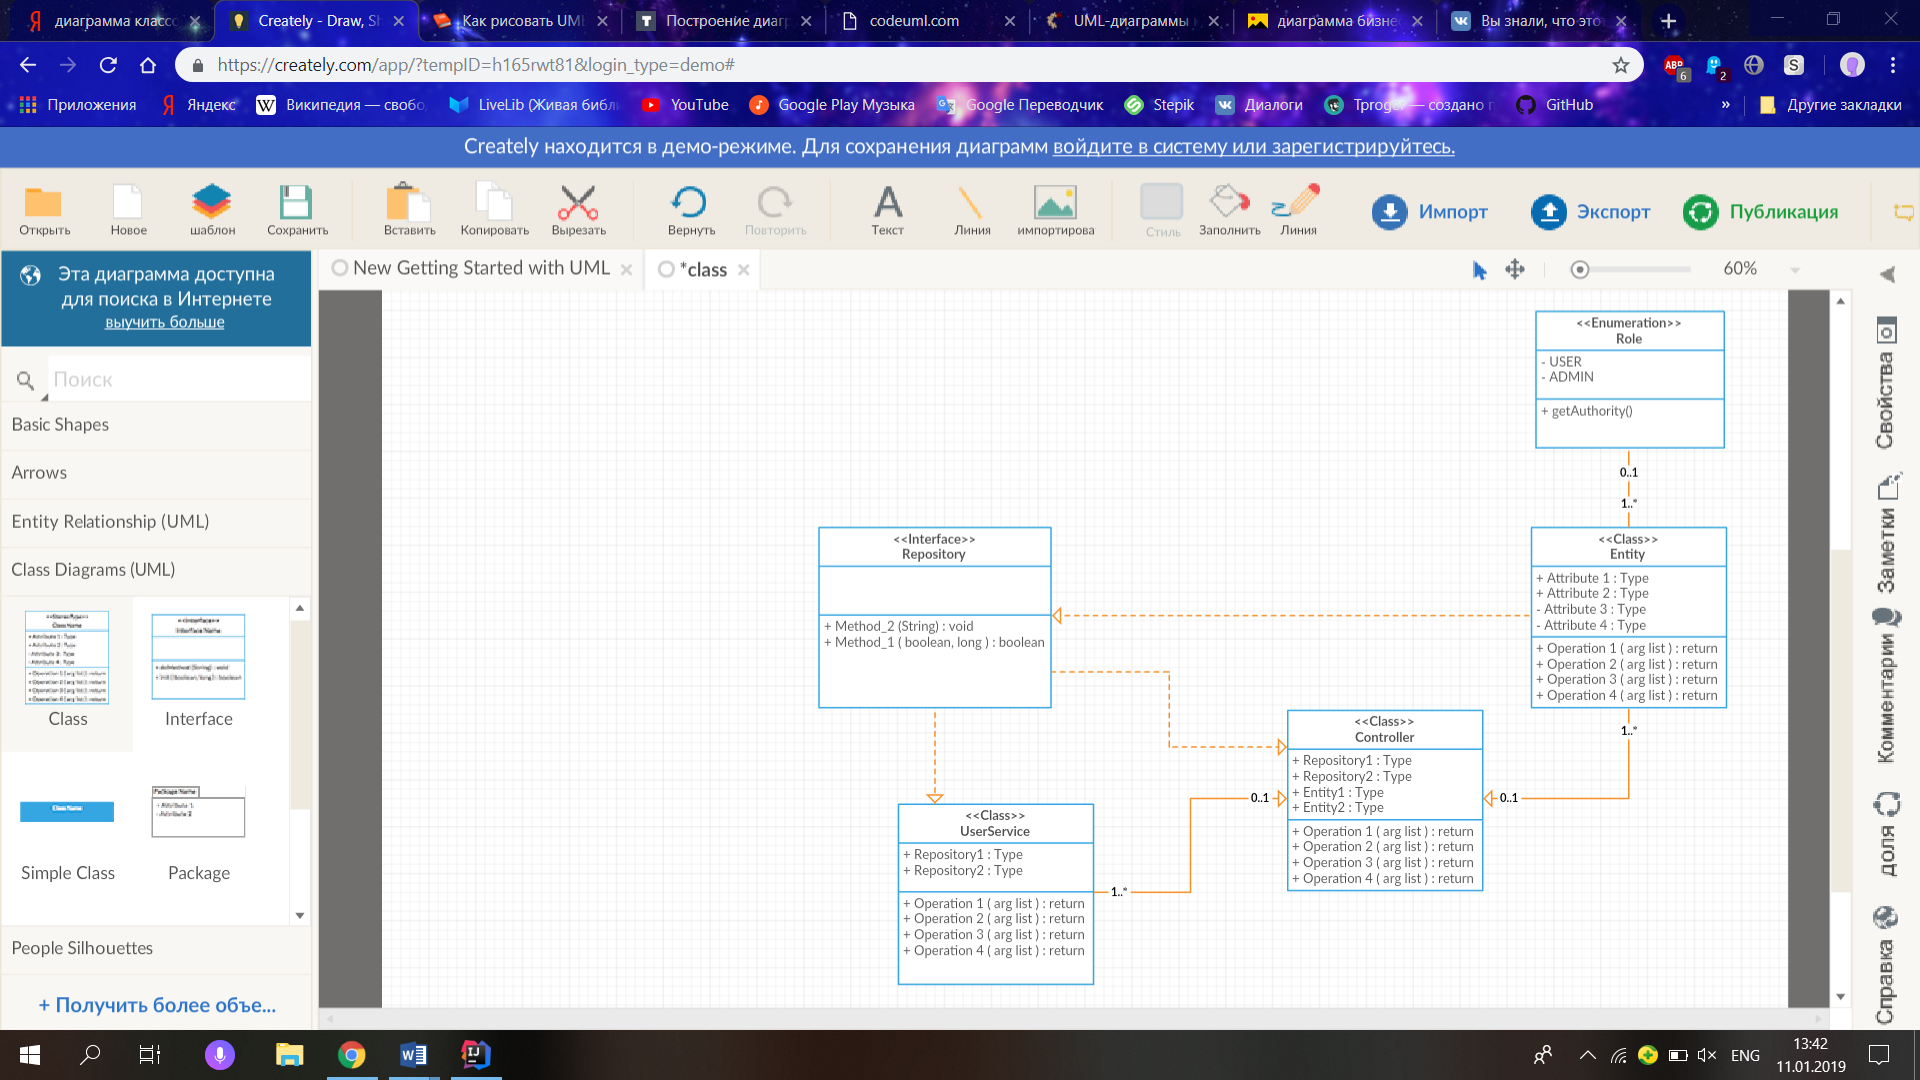 диаграмма классо
Creately - Draw, Sh
Как рисовать UML
Построение диагр
codeuml.com
UML-диаграммы
диаграмма бизнес
Вы знали, что это
https://creately.com/app/?tempID=h165rwt81&login_type=demo#
6
2
Приложения
Яндекс
Википедия — свобо
LiveLib (Живая библ
YouTube
Google Play Музыка
Google Переводчик
Stepik
Диалоги
Tproger — создано п
GitHub
»
Другие закладки
Creately находится в демо-режиме. Для сохранения диаграмм войдите в систему или зарегистрируйтесь.
Открыть
Новое
шаблон
Сохранить
Вставить
Копировать
Вырезать
Вернуть
Повторить
Текст
Линия
импортирова
Стиль
Заполнить
Линия
Импорт
Экспорт
Публикация
Эта диаграмма доступна
для поиска в Интернете
выучить больше
New Getting Started with UML
*class
60%
Поиск
Basic Shapes
Arrows
Entity Relationship (UML)
Class Diagrams (UML)
Class
Interface
Simple Class
Package
People Silhouettes
+ Получить более объе...
<<Enumeration>>
Role
- USER
- ADMIN
+ getAuthority()
0..1
1..*
<<Interface>>
Repository
+ Method_2 (String) : void
+ Method_1 ( boolean, long ) : boolean
<<Class>>
Entity
+ Attribute 1 : Type
+ Attribute 2 : Type
- Attribute 3 : Type
- Attribute 4 : Type
+ Operation 1 ( arg list ) : return
+ Operation 2 ( arg list ) : return
+ Operation 3 ( arg list ) : return
+ Operation 4 ( arg list ) : return
1..*
<<Class>>
Controller
+ Repository1 : Type
+ Repository2 : Type
+ Entity1 : Type
+ Entity2 : Type
+ Operation 1 ( arg list ) : return
+ Operation 2 ( arg list ) : return
+ Operation 3 ( arg list ) : return
+ Operation 4 ( arg list ) : return
0..1
0..1
<<Class>>
UserService
+ Repository1 : Type
+ Repository2 : Type
+ Operation 1 ( arg list ) : return
+ Operation 2 ( arg list ) : return
+ Operation 3 ( arg list ) : return
+ Operation 4 ( arg list ) : return
1..*
Свойства
Заметки
Комментарии
доля
Справка
ENG
13:42
11.01.2019